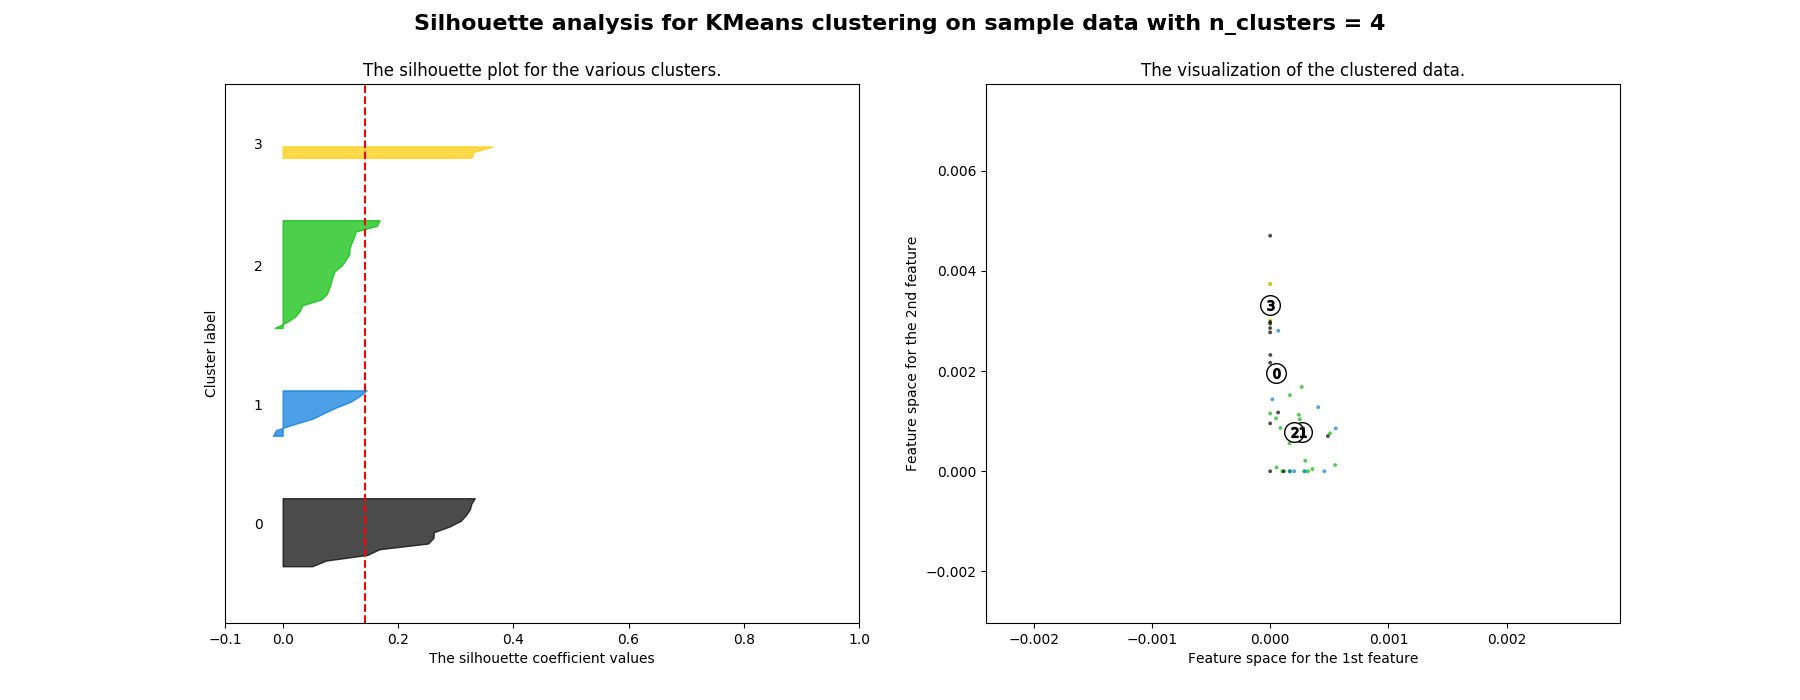 Silhouette analysis for KMeans clustering on sample data with n_clusters = 4
The silhouette plot for the various clusters.
3
2
1
0
Cluster label
−0.1 0.0 0.2 0.4 0.6 0.8 1.0
The silhouette coefficient values
The visualization of the clustered data.
0.006
0.004
0.002
0.000
−0.002
Feature space for the 2nd feature
3
0
21
−0.002 −0.001 0.000 0.001 0.002
Feature space for the 1st feature